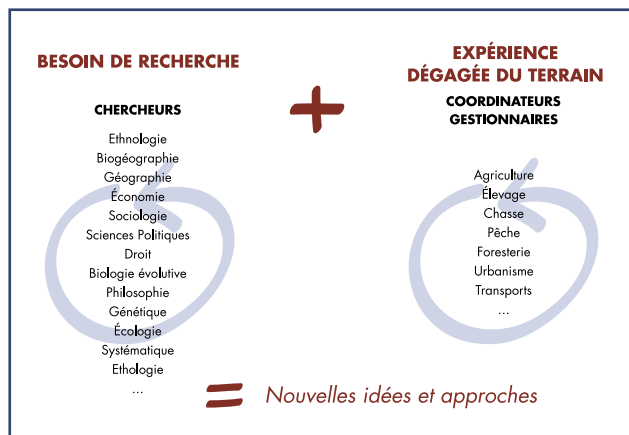 BESOIN DE RECHERCHE
CHERCHEURS
Ethnologie
Biogéographie
Géographie
Économie
Sociologie
Sciences Politiques
Droit
Biologie évolutive
Philosophie
Génétique
Écologie
Systématique
Ethologie
...
+
EXPÉRIENCE
DÉGAGÉE DU TERRAIN
COORDINATEURS
GESTIONNAIRES
Agriculture
Élevage
Chasse
Pêche
Foresterie
Urbanisme
Transports
...
= Nouvelles idées et approches